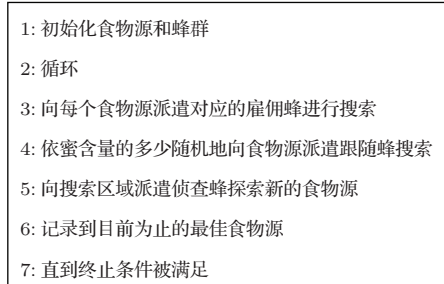 1: 初始化食物源和蜂群
2: 循环
3: 向每个食物源派遣对应的雇佣蜂进行搜索
4: 依蜜含量的多少随机地向食物源派遣跟随蜂搜索
5: 向搜索区域派遣侦查蜂探索新的食物源
6: 记录到目前为止的最佳食物源
7: 直到终止条件被满足